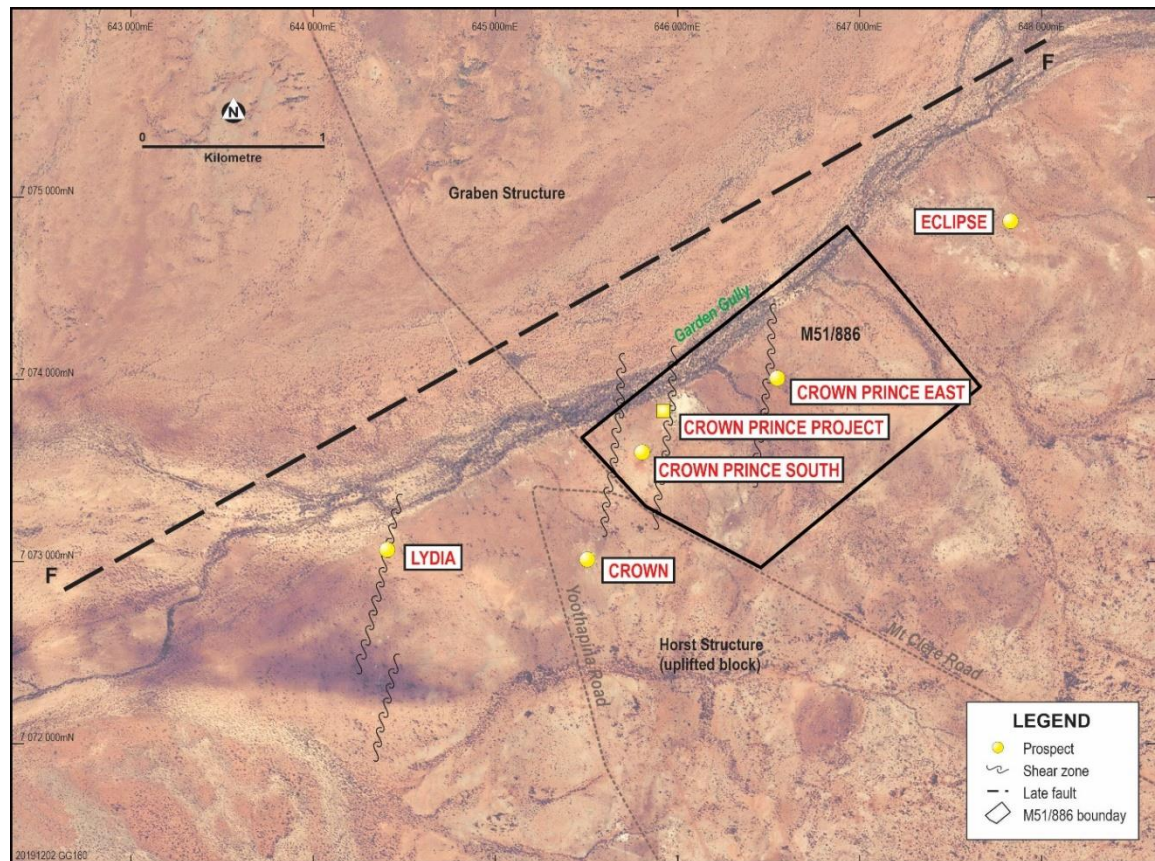 643 000mE
644 000mE
645 000mE
646 000mE
647 000mE
648 000mE
F
N
0
1
Kilometre
7 075 000mN
Graben Structure
ECLIPSE
Garden Gully
M51/886
7 074 000mN
CROWN PRINCE EAST
CROWN PRINCE PROJECT
CROWN PRINCE SOUTH
7 073 000mN
LYDIA
CROWN
F
Yoothapina Road
Horst Structure
(uplifted block)
Mt Clere Road
7 072 000mN
LEGEND
Prospect
Shear zone
Late fault
M51/886 bounday
20191202 GG180